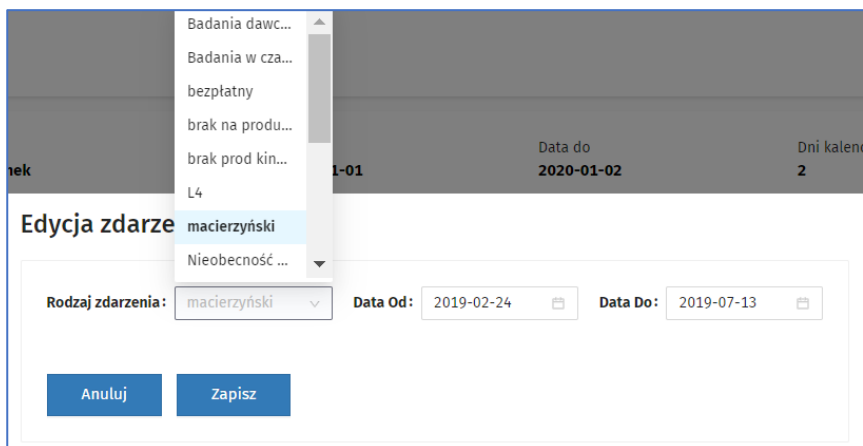 Badania dawc...
Badania w cza...
bezpłatny
brak na produ...
brak prod kin...
L4
macierzyński
Nieobecność ...
Data do
Dni kalend
nek
1-01
2020-01-02
2
Edycja zdarze
Rodzaj zdarzenia: macierzyński Data Od: 2019-02-24 Data Do: 2019-07-13
Anuluj Zapisz